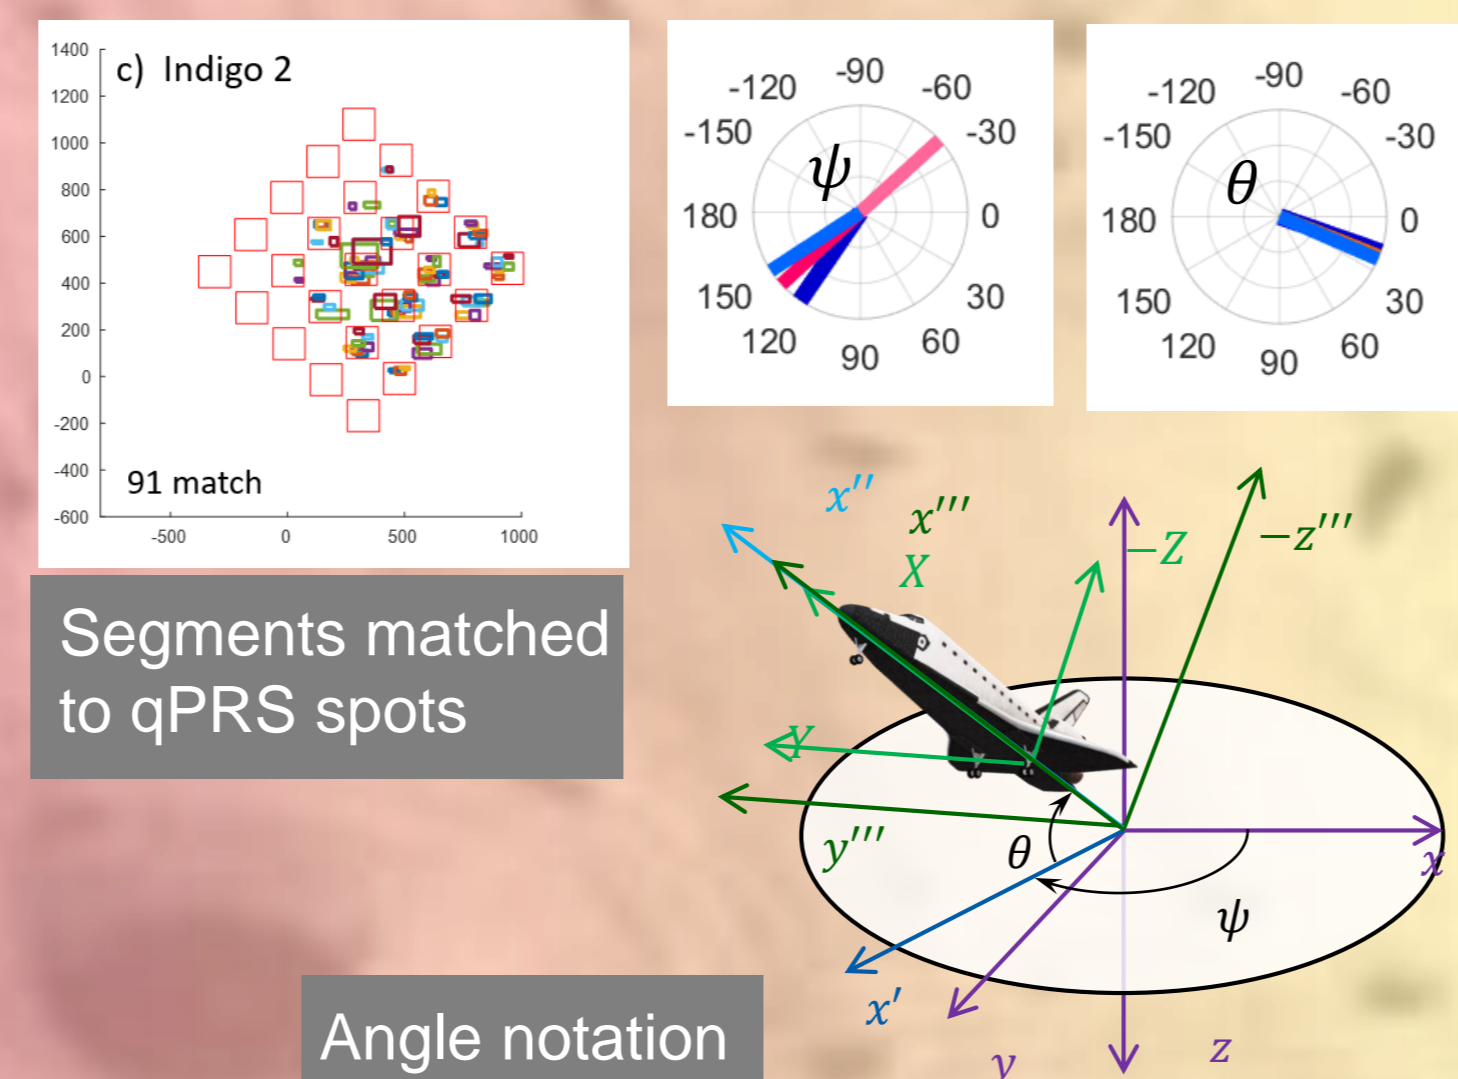 c) Indigo 2
1400
1200
1000
800
600
400
200
0
-200
-400
-600
91 match
-500 0 500 1000
-90
-120 -60
-150 -30
ψ
180 0
150 30
120 60
90
-90
-120 -60
-150 -30
θ
180 0
150 30
120 60
90
Segments matched
to qPRS spots
x''
x'''
X
−Z
−z'''
Y
y'''
θ
x
ψ
x'
y
z
Angle notation